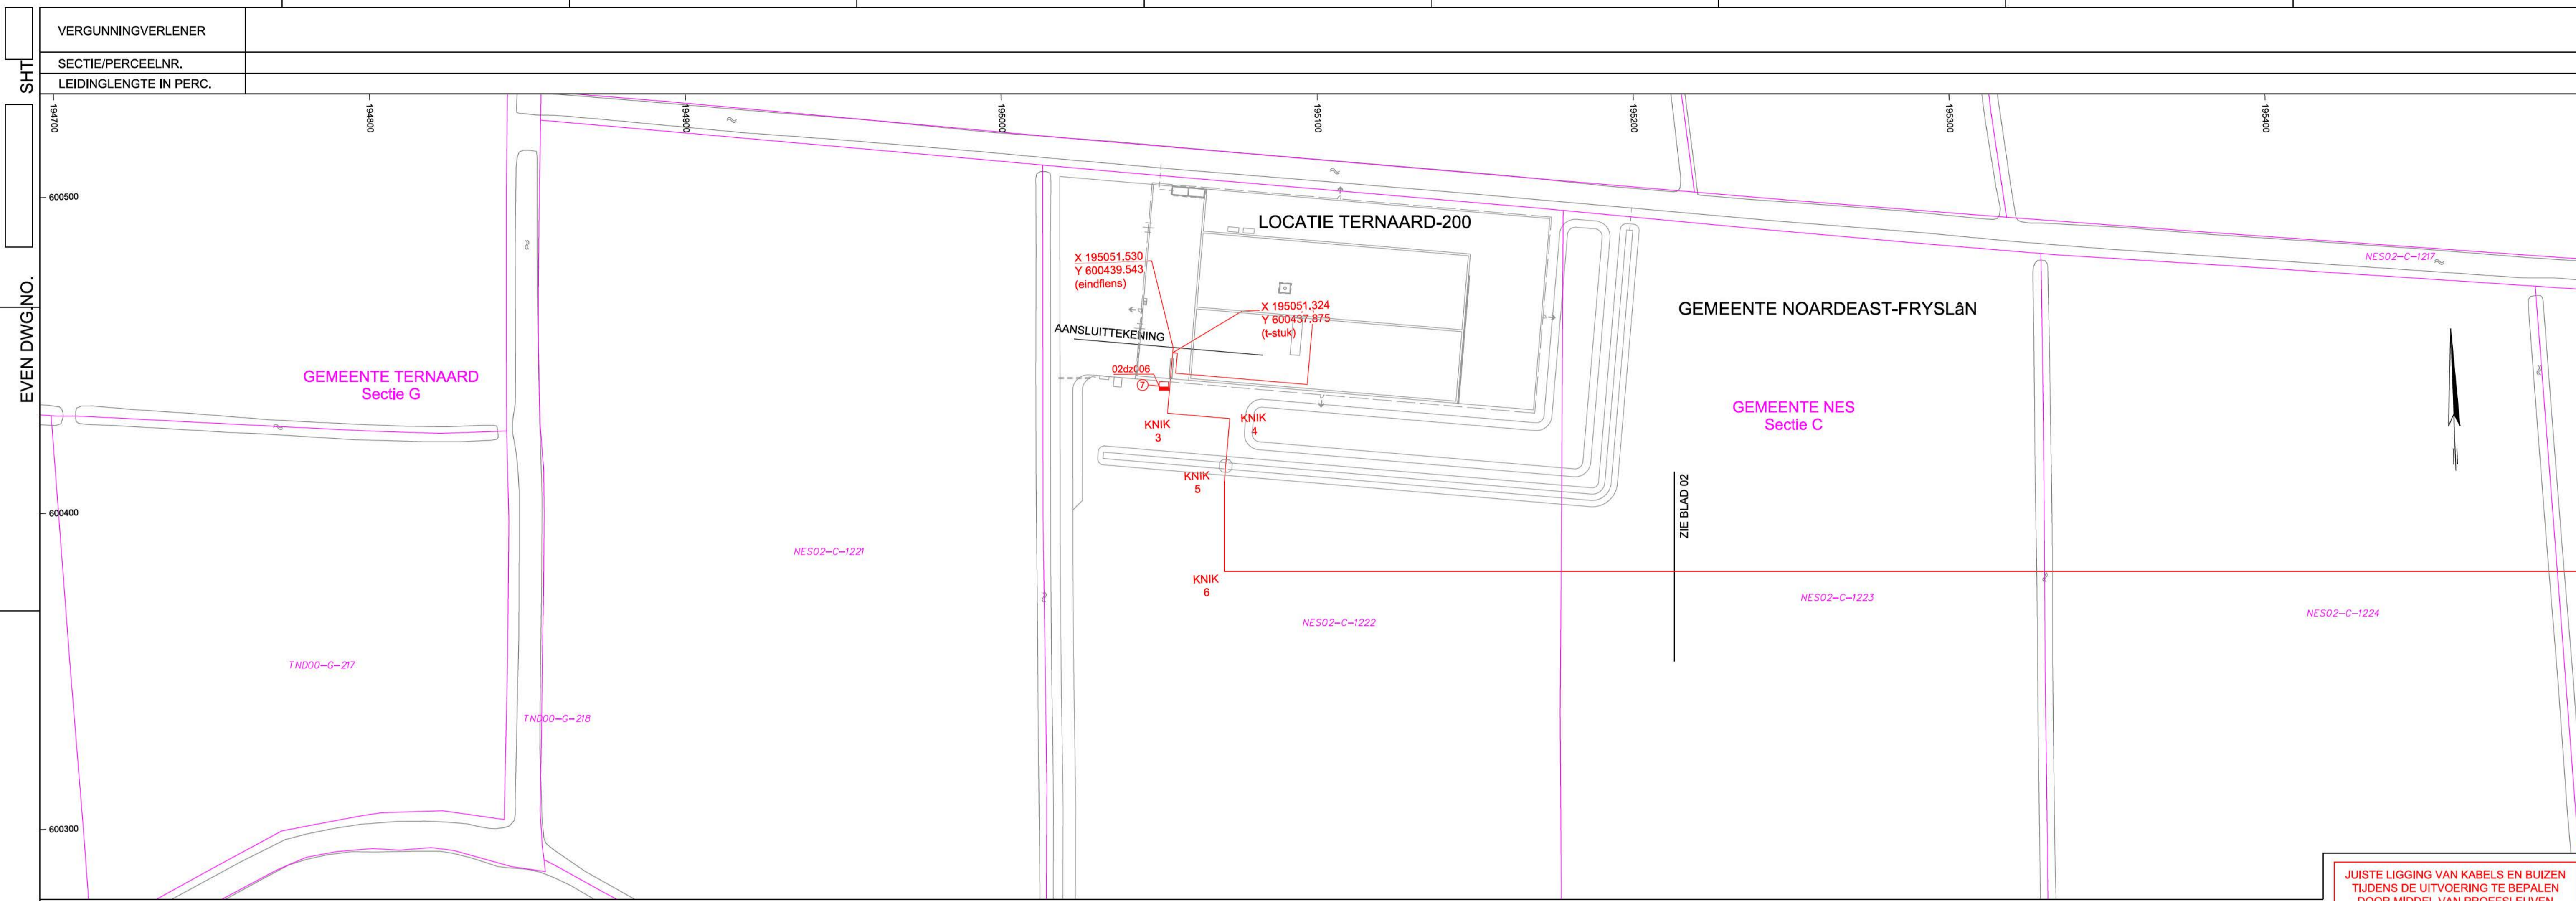 VERGUNNINGVERLENER
SECTIE/PERCEELNR.
LEIDINGLENGTE IN PERC.
SHT
EVEN DWG.NO.
194700
194800
194900
195000
195100
195200
195300
195400
600500
600400
600300
LOCATIE TERNAARD-200
X 195051.530
Y 600439.543
(eindflens)
X 195051.324
Y 600437.875
(t-stuk)
AANSLUITTEKENING
02dz006
7
KNIK
3
KNIK
4
KNIK
5
KNIK
6
GEMEENTE NOARDEAST-FRYSLâN
NES02-C-1217
GEMEENTE TERNAARD
Sectie G
GEMEENTE NES
Sectie C
ZIE BLAD 02
NES02-C-1221
NES02-C-1222
NES02-C-1223
NES02-C-1224
TND00-G-217
TND00-G-218
JUISTE LIGGING VAN KABELS EN BUIZEN
TIJDENS DE UITVOERING TE BEPALEN
DOOR MIDDEL VAN PROEFSLEUVEN